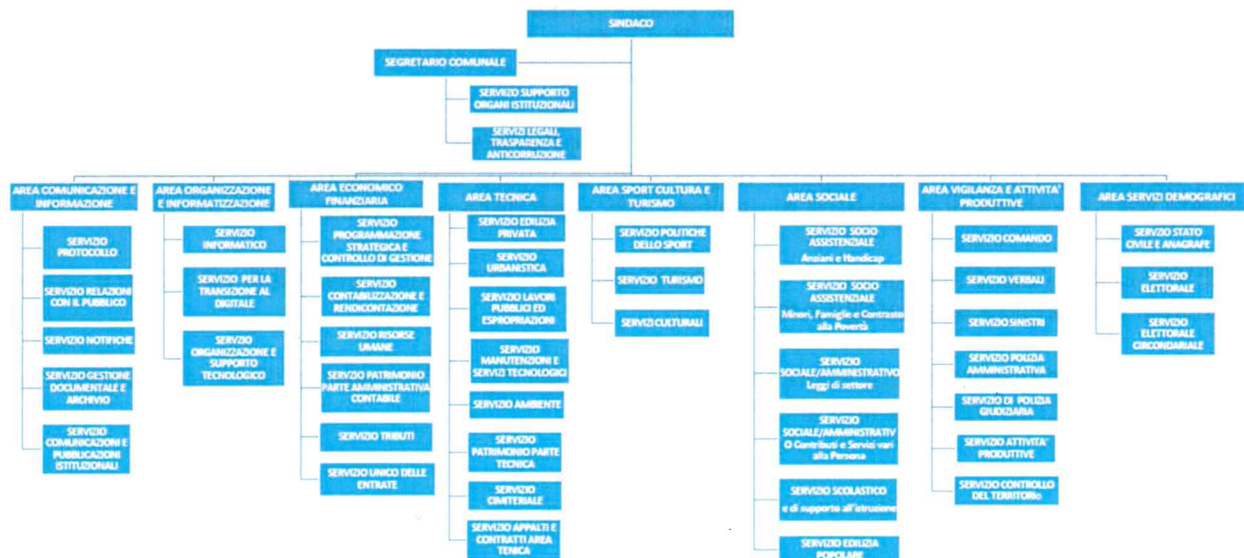 SINDACO
SEGRETARIO COMUNALE
SERVIZIO SUPPORTO
ORGANI ISTITUZIONALI
SERVIZI LEGALI,
TRASPARENZA E
ANTICORRUZIONE
AREA COMUNICAZIONE E
INFORMAZIONE
SERVIZIO
PROTOCOLLO
SERVIZIO RELAZIONI
CON IL PUBBLICO
SERVIZIO NOTIFICHE
SERVIZIO GESTIONE
DOCUMENTALE E
ARCHIVIO
SERVIZIO
COMUNICAZIONI E
PUBBLICAZIONI
ISTITUZIONALI
AREA ORGANIZZAZIONE
E INFORMATIZZAZIONE
SERVIZIO
INFORMATICO
SERVIZIO PER LA
TRANSIZIONE AL
DIGITALE
SERVZIO
ORGANIZZAZIONE E
SUPPORTO
TECNOLOGICO
AREA ECONOMICO
FINANZIARIA
SERVIZIO
PROGRAMMAZIONE
STRATEGICA E
CONTROLLO DI GESTIONE
SERVIZIO
CONTABILIZZAZIONE E
RENDICONTAZIONE
SERVIZIO RISORSE
UMANE
SERVZIO PATRIMONIO
PARTE AMMINISTRATIVA
CONTABILE
SERVIZIO TRIBUTI
SERVIZIO UNICO DELLE
ENTRATE
AREA TECNICA
SERVIZIO EDILIZIA
PRIVATA
SERVIZIO
URBANISTICA
SERVIZIO LAVORI
PUBBLICI ED
ESPROPRIAZIONI
SERVIZIO
MANUTENZIONI E
SERVIZI TECNOLOGICI
SERVIZIO AMBIENTE
SERVIZIO
PATRIMONIO PARTE
TECNICA
SERVIZIO
CIMITERIALE
SERVIZIO APPALTI E
CONTRATTI AREA
TENICA
AREA SPORT CULTURA E
TURISMO
SERVIZIO POLITICHE
DELLO SPORT
SERVIZIO TURISMO
SERVIZI CULTURALI
AREA SOCIALE
SERVIZIO SOCIO
ASSISTENZIALE
Anziani e Handicap
SERVIZIO SOCIO
ASSISTENZIALE
Minori, Famiglie e Contrasto
alla Povertà
SERVIZIO
SOCIALE/AMMINISTRATIVO
Leggi di settore
SERVIZIO
SOCIALE/AMMINISTRATIV
O Contributi e Servizi vari
alla Persona
SERVIZIO SCOLASTICO
e di supporto all'istruzione
SERVIZIO EDILIZIA
POPOLARE
AREA VIGILANZA E ATTIVITA'
PRODUTTIVE
SERVIZIO COMANDO
SERVIZIO VERBALI
SERVIZIO SINISTRI
SERVIZIO POLIZIA
AMMINISTRATIVA
SERVIZIO DI POLIZIA
GIUDIZIARIA
SERVIZIO ATTIVITA'
PRODUTTIVE
SERVIZIO CONTROLLO
DEL TERRITORIO
AREA SERVIZI DEMOGRAFICI
SERVZIO STATO
CIVILE E ANAGRAFE
SERVIZIO
ELETTORALE
SERVIZIO
ELETTORALE
CIRCONDARIALE